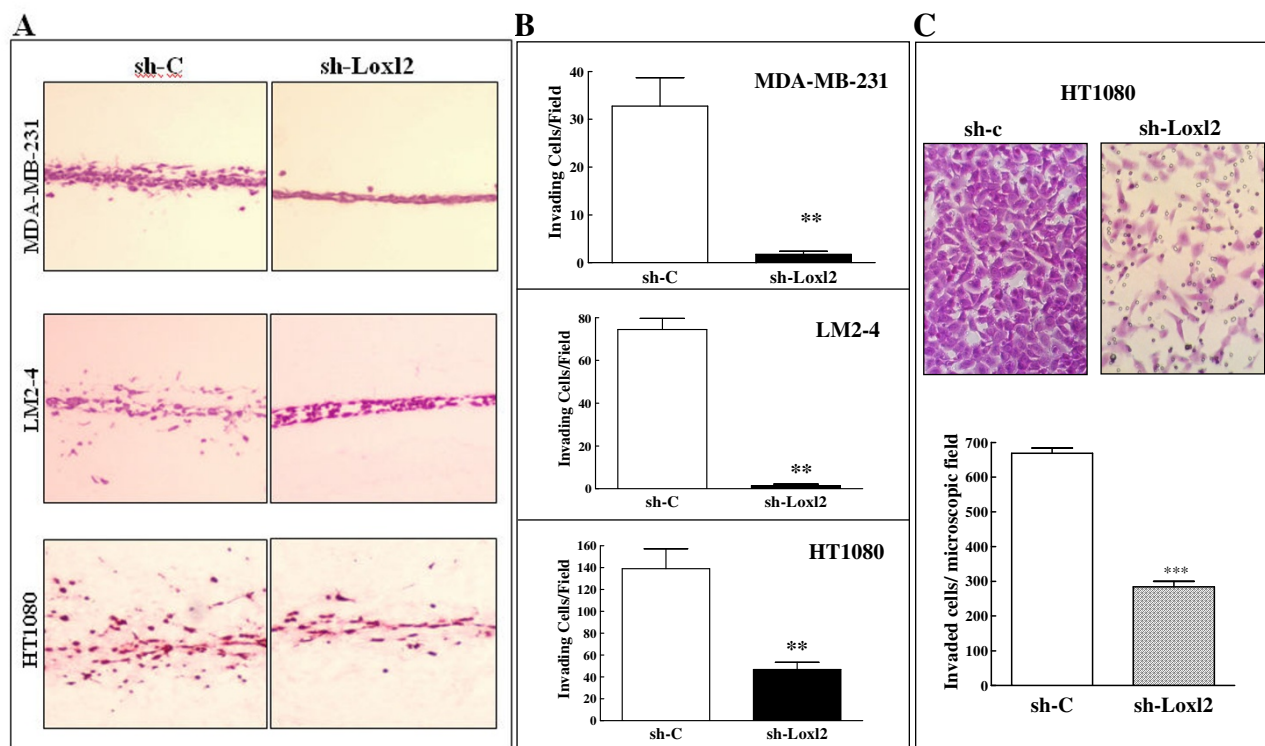 A
sh-C
sh-Loxl2
MDA-MB-231
LM2-4
HT1080
B
MDA-MB-231
Invading Cells/Field
40
30
20
10
0
**
sh-C
sh-Loxl2
LM2-4
Invading Cells/Field
80
60
40
20
0
**
sh-C
sh-Loxl2
HT1080
Invading Cells/Field
160
140
120
100
80
60
40
20
0
**
sh-C
sh-Loxl2
C
HT1080
sh-c
sh-Loxl2
Invaded cells/ microscopic field
700
600
500
400
300
200
100
0
***
sh-C
sh-Loxl2